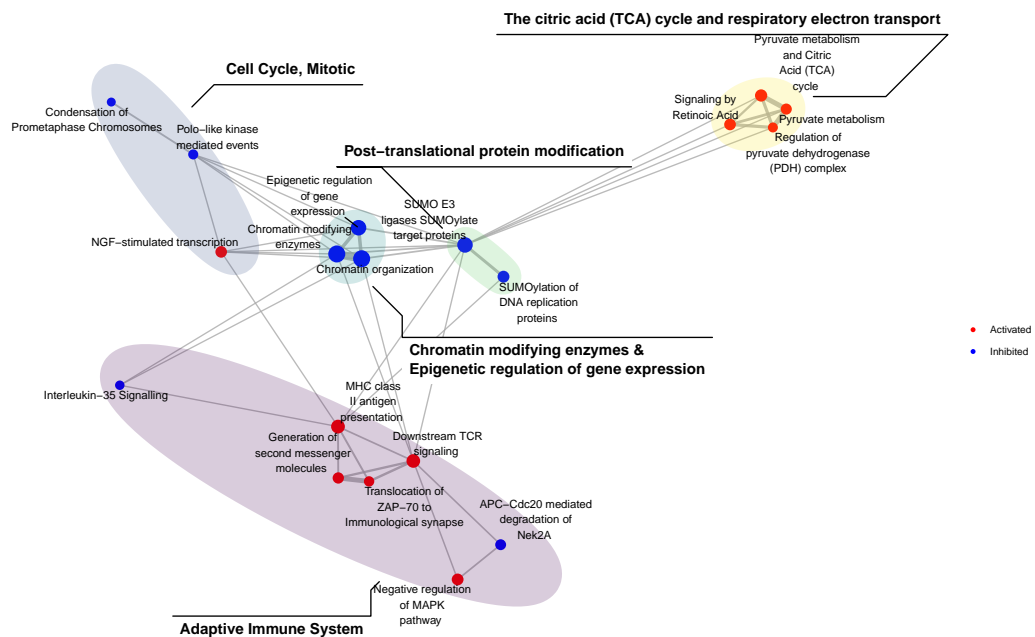 The citric acid (TCA) cycle and respiratory electron transport
Pyruvate metabolism
and Citric
Acid (TCA)
cycle
Cell Cycle, Mitotic
Signaling by
Retinoic Acid
Condensation of
Prometaphase Chromosomes
Pyruvate metabolism
Polo−like kinase
mediated events
Regulation of
pyruvate dehydrogenase
(PDH) complex
Post−translational protein modification
Epigenetic regulation
of gene
expression
SUMO E3
ligases SUMOylate
target proteins
Chromatin modifying
enzymes
NGF−stimulated transcription
Chromatin organization
SUMOylation of
DNA replication
proteins
Activated
Inhibited
Chromatin modifying enzymes &
Epigenetic regulation of gene expression
Interleukin−35 Signalling
MHC class
II antigen
presentation
Generation of
second messenger
molecules
Downstream TCR
signaling
Translocation of
ZAP−70 to
Immunological synapse
APC−Cdc20 mediated
degradation of
Nek2A
Negative regulation
of MAPK
pathway
Adaptive Immune System